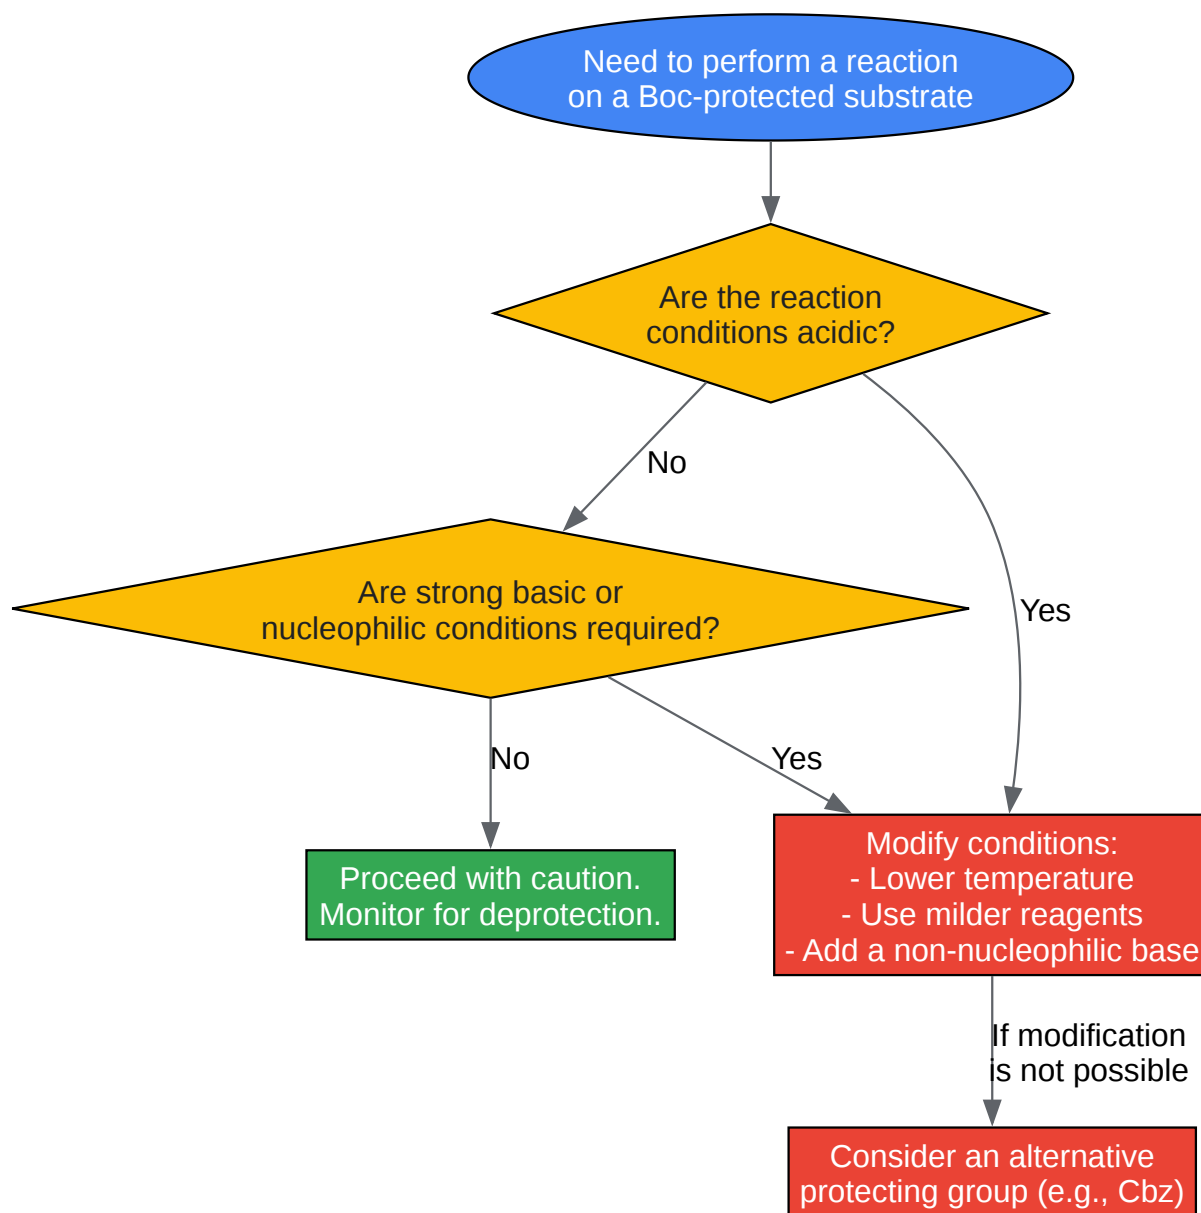 Need to perform a reaction
on a Boc-protected substrate
Are the reaction
conditions acidic?
No
Yes
Are strong basic or
nucleophilic conditions required?
No
Yes
Proceed with caution.
Monitor for deprotection.
Modify conditions:
- Lower temperature
- Use milder reagents
- Add a non-nucleophilic base
If modification
is not possible
Consider an alternative
protecting group (e.g., Cbz)